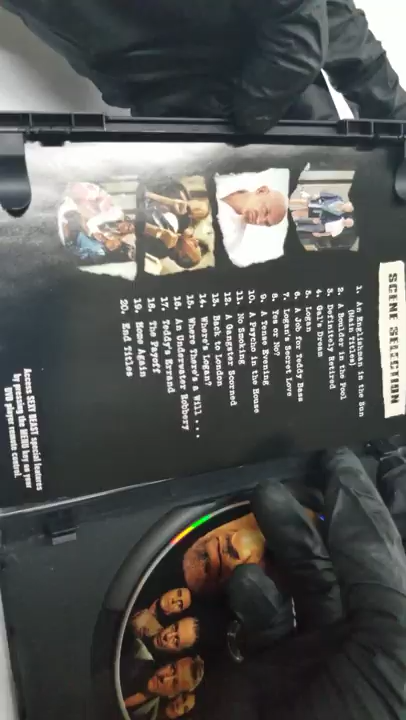 SCENE SELECTION
1. An Englishman in the Sun
(Main Titles)
2. A Boulder in the Pool
3. Definitely Retired
4. Gal's Dream
5. Logan
6. A Job for Teddy Bass
7. Logan's Secret Love
8. Yes or No?
9. A Tense Evening
10. A Psycho in the House
11. No Smoking
12. A Gangster Scorned
13. Back to London
14. Where's Logan?
15. Where There's a Will . . .
16. An Underwater Robbery
17. Teddy's Errand
18. The Payoff
19. Home Again
20. End Titles
Access SEXY BEAST special features
by pressing the MENU key on your
DVD player remote control.